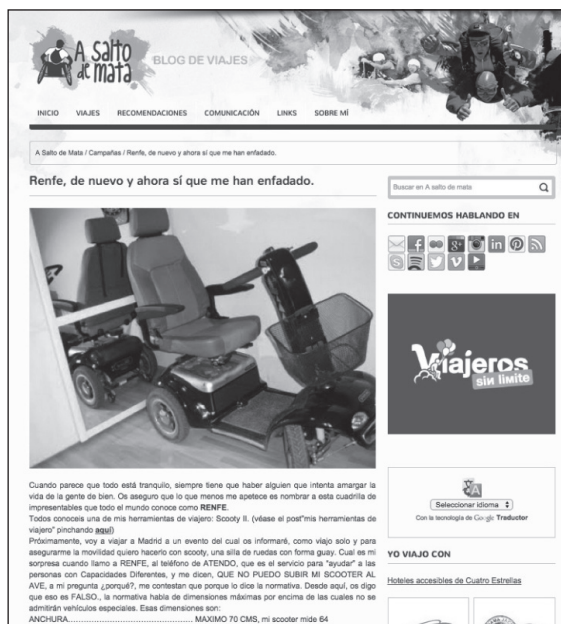 A Salto
de Mata
BLOG DE VIAJES
INICIO VIAJES RECOMENDACIONES COMUNICACIÓN LINKS SOBRE MÍ
A Salto de Mata / Campañas / Renfe, de nuevo y ahora sí que me han enfadado.
Renfe, de nuevo y ahora sí que me han enfadado.
Cuando parece que todo está tranquilo, siempre tiene que haber alguien que intenta amargar la
vida de la gente de bien. Os aseguro que lo que menos me apetece es nombrar a esta cuadrilla de
impresentables que todo el mundo conoce como RENFE.
Todos conoceis una de mis herramientas de viajero: Scooty II. (véase el post"mis herramientas de
viajero" pinchando aquí)
Próximamente, voy a viajar a Madrid a un evento del cual os informaré, como viajo solo y para
asegurarme la movilidad quiero hacerlo con scooty, una silla de ruedas con forma guay. Cual es mi
sorpresa cuando llamo a RENFE, al teléfono de ATENDO, que es el servicio para "ayudar" a las
personas con Capacidades Diferentes, y me dicen, QUE NO PUEDO SUBIR MI SCOOTER AL
AVE, a mi pregunta ¿porqué?, me contestan que porque lo dice la normativa. Desde aquí, os digo
que eso es FALSO., la normativa habla de dimensiones máximas por encima de las cuales no se
admitirán vehículos especiales. Esas dimensiones son:
ANCHURA................................................ MAXIMO 70 CMS, mi scooter mide 64
Buscar en A salto de mata
CONTINUEMOS HABLANDO EN
Viajeros
sin limite
Seleccionar idioma
Con la tecnología de Google Traductor
YO VIAJO CON
Hoteles accesibles de Cuatro Estrellas